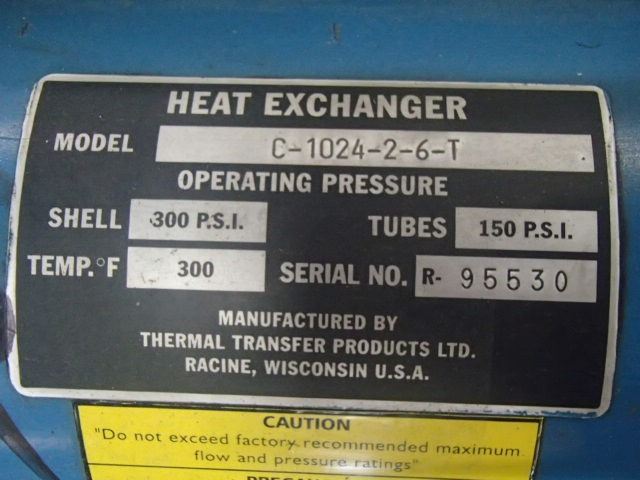 HEAT EXCHANGER
MODEL C-1024-2-6-T
OPERATING PRESSURE
SHELL 300 P.S.I. TUBES 150 P.S.I.
TEMP.°F 300 SERIAL NO. R- 95530
MANUFACTURED BY
THERMAL TRANSFER PRODUCTS LTD.
RACINE, WISCONSIN U.S.A.
CAUTION
"Do not exceed factory recommended maximum
flow and pressure ratings"